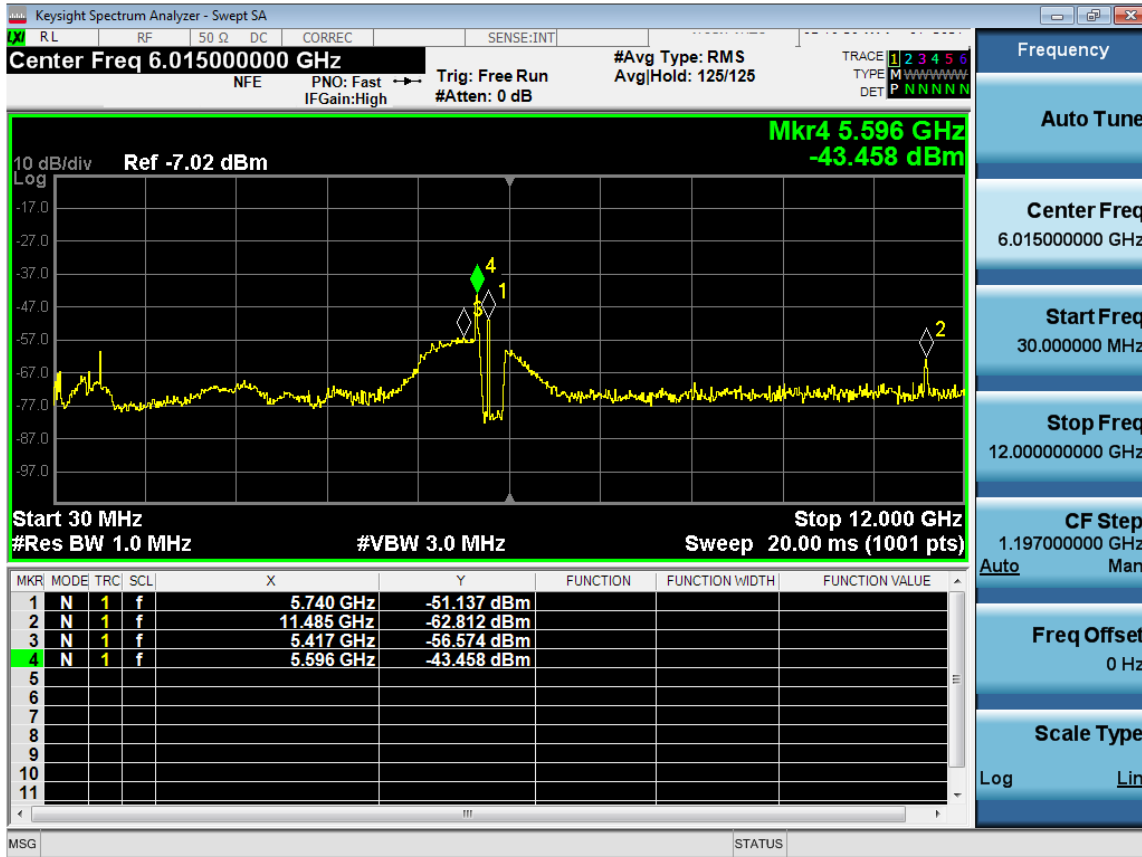 Keysight Spectrum Analyzer - Swept SA
LXI RL RF 50 Ω DC CORREC SENSE:INT
Center Freq 6.015000000 GHz
NFE PNO: Fast Trig: Free Run
IFGain:High #Atten: 0 dB
#Avg Type: RMS
Avg|Hold: 125/125
TRACE 1 2 3 4 5 6
TYPE M WWWWW
DET P N N N N N
Mkr4 5.596 GHz
-43.458 dBm
10 dB/div Ref -7.02 dBm
Log
-17.0
-27.0
-37.0
-47.0
-57.0
-67.0
-77.0
-87.0
-97.0
4
1
3
2
Start 30 MHz Stop 12.000 GHz
#Res BW 1.0 MHz #VBW 3.0 MHz Sweep 20.00 ms (1001 pts)
MKR MODE TRC SCL X Y FUNCTION FUNCTION WIDTH FUNCTION VALUE
1 N 1 f 5.740 GHz -51.137 dBm
2 N 1 f 11.485 GHz -62.812 dBm
3 N 1 f 5.417 GHz -56.574 dBm
4 N 1 f 5.596 GHz -43.458 dBm
5
6
7
8
9
10
11
MSG STATUS
Frequency
Auto Tune
Center Freq
6.015000000 GHz
Start Freq
30.000000 MHz
Stop Freq
12.000000000 GHz
CF Step
1.197000000 GHz
Auto Man
Freq Offset
0 Hz
Scale Type
Log Lin